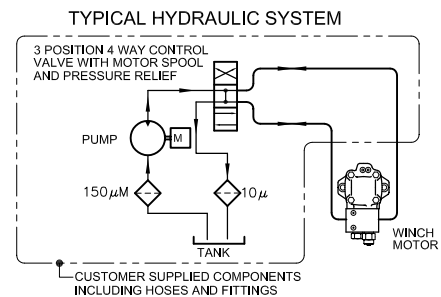 TYPICAL HYDRAULIC SYSTEM
3 POSITION 4 WAY CONTROL
VALVE WITH MOTOR SPOOL
AND PRESSURE RELIEF
PUMP
M
150µM
10µ
TANK
WINCH
MOTOR
CUSTOMER SUPPLIED COMPONENTS
INCLUDING HOSES AND FITTINGS